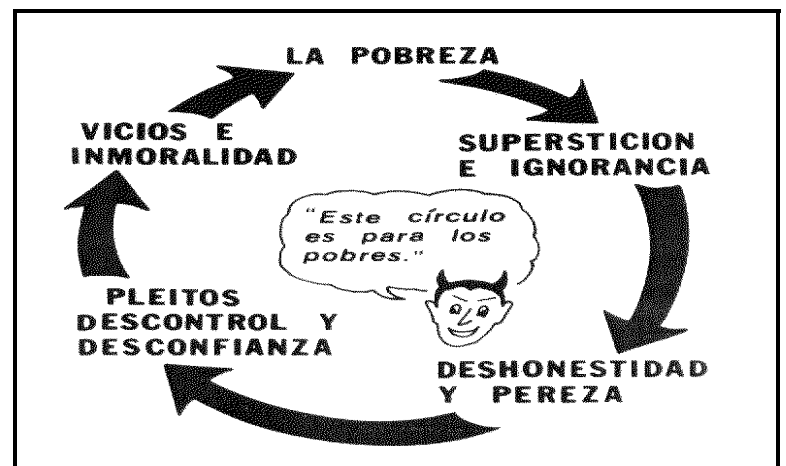 LA POBREZA
SUPERSTICION
E IGNORANCIA
DESHONESTIDAD
Y PEREZA
PLEITOS
DESCONTROL Y
DESCONFIANZA
VICIOS E
INMORALIDAD
"Este círculo
es para los
pobres."